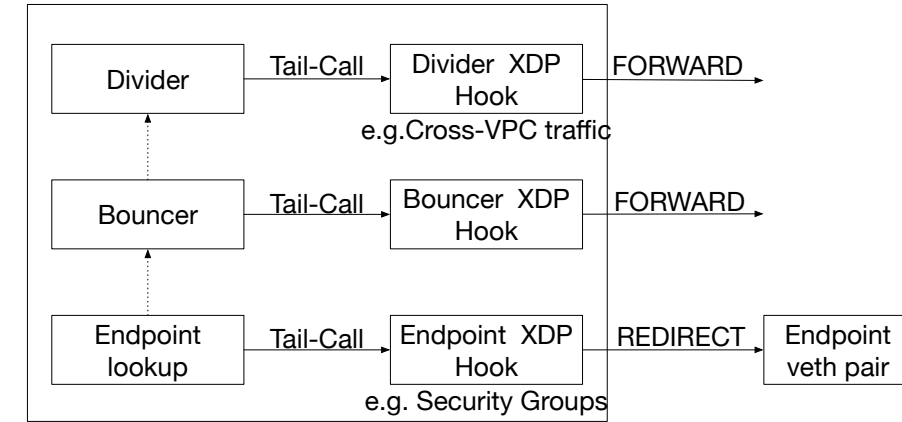 Divider
Tail-Call
Divider XDP
Hook
FORWARD
e.g.Cross-VPC traffic
Bouncer
Tail-Call
Bouncer XDP
Hook
FORWARD
Endpoint
lookup
Tail-Call
Endpoint XDP
Hook
REDIRECT
Endpoint
veth pair
e.g. Security Groups